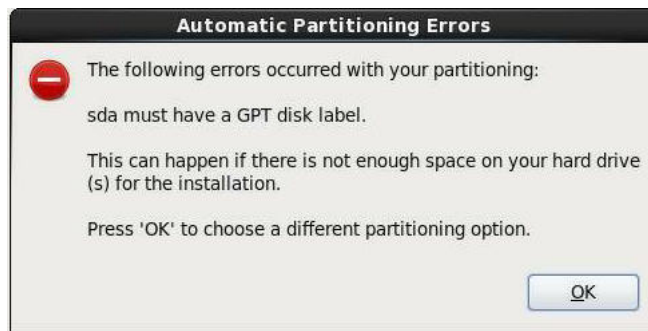 Automatic Partitioning Errors
The following errors occurred with your partitioning:
sda must have a GPT disk label.
This can happen if there is not enough space on your hard drive
(s) for the installation.
Press 'OK' to choose a different partitioning option.
OK